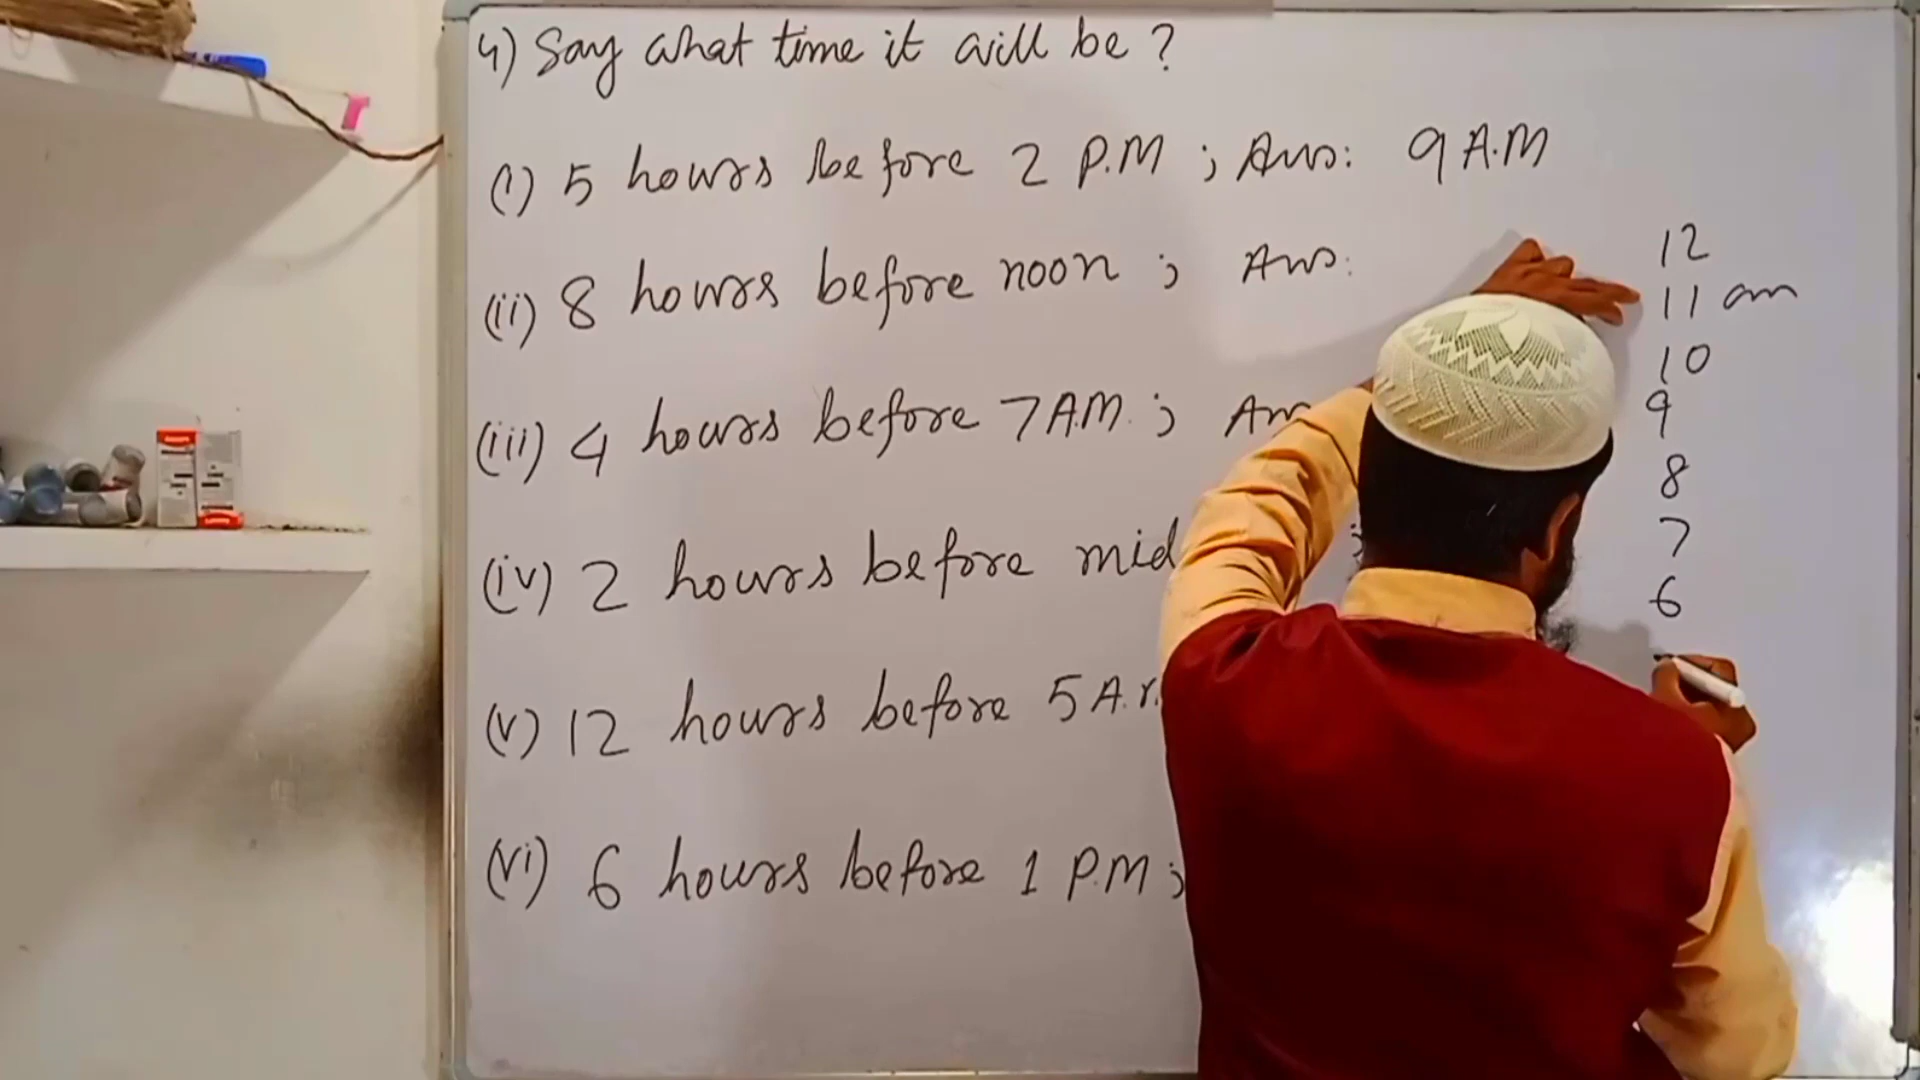 4) Say what time it will be ?
(i) 5 hours before 2 P.M ; Ans: 9 A.M
(ii) 8 hours before noon ; Ans:
(iii) 4 hours before 7 A.M. ; An
(iv) 2 hours before mid ;
(v) 12 hours before 5 A.
(vi) 6 hours before 1 P.M ;
12
11 am
10
9
8
7
6